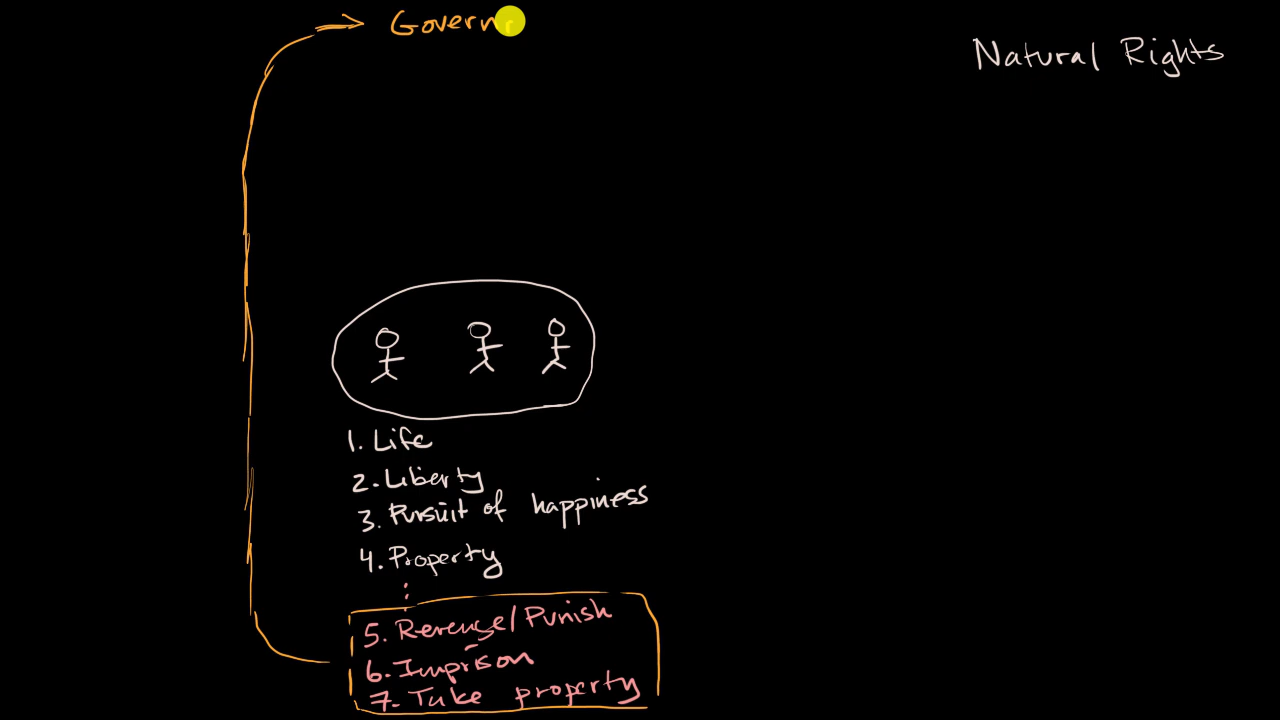 Govern
Natural Rights
1. Life
2. Liberty
3. Pursuit of happiness
4. Property
5. Revenge/Punish
6. Imprison
7. Take property